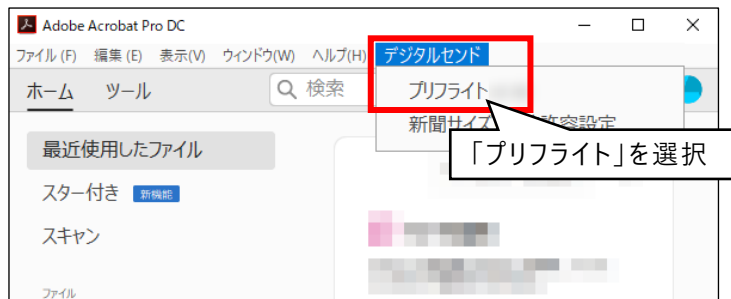 Adobe Acrobat Pro DC
ファイル(F) 編集(E) 表示(V) ウィンドウ(W) ヘルプ(H) デジタルセンド
ホーム ツール 検索
プリフライト
新聞サイズ 許容設定
「プリフライト」を選択
最近使用したファイル
スター付き 新機能
スキャン
ファイル